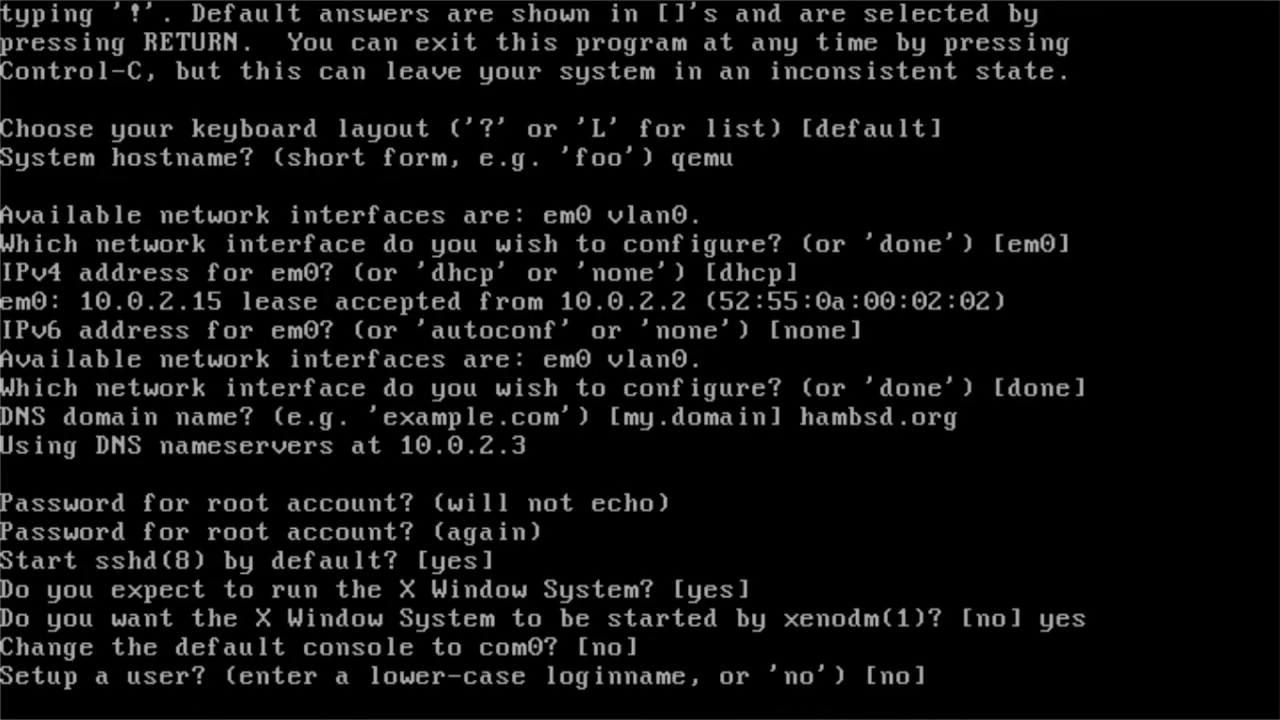 typing '!'. Default answers are shown in []'s and are selected by
pressing RETURN.  You can exit this program at any time by pressing
Control-C, but this can leave your system in an inconsistent state.
Choose your keyboard layout ('?' or 'L' for list) [default]
System hostname? (short form, e.g. 'foo') qemu
Available network interfaces are: em0 vlan0.
Which network interface do you wish to configure? (or 'done') [em0]
IPv4 address for em0? (or 'dhcp' or 'none') [dhcp]
em0: 10.0.2.15 lease accepted from 10.0.2.2 (52:55:0a:00:02:02)
IPv6 address for em0? (or 'autoconf' or 'none') [none]
Available network interfaces are: em0 vlan0.
Which network interface do you wish to configure? (or 'done') [done]
DNS domain name? (e.g. 'example.com') [my.domain] hambsd.org
Using DNS nameservers at 10.0.2.3
Password for root account? (will not echo)
Password for root account? (again)
Start sshd(8) by default? [yes]
Do you expect to run the X Window System? [yes]
Do you want the X Window System to be started by xenodm(1)? [no] yes
Change the default console to com0? [no]
Setup a user? (enter a lower-case loginname, or 'no') [no]